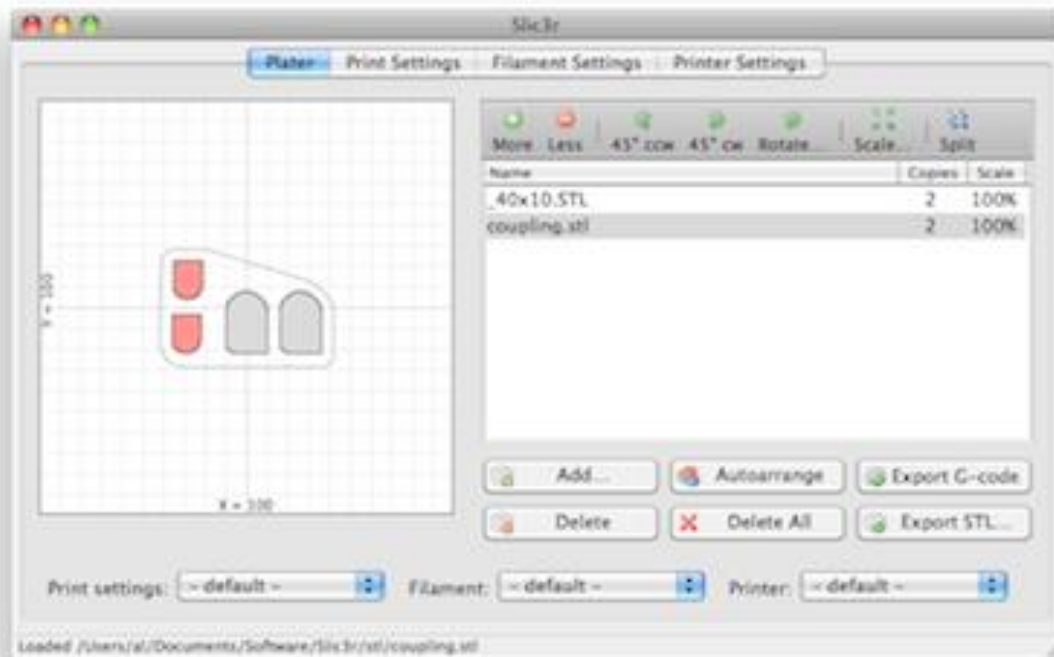 Slic3r
Plater Print Settings Filament Settings Printer Settings
More Less 45° ccw 45° cw Rotate... Scale... Split
Name Copies Scale
_40x10.STL 2 100%
coupling.stl 2 100%
X = 100
Add... Autoarrange Export G-code
Delete Delete All Export STL...
Print settings: - default - Filament: - default - Printer: - default -
Loaded /Users/al/Documents/Software/Slic3r/stl/coupling.stl